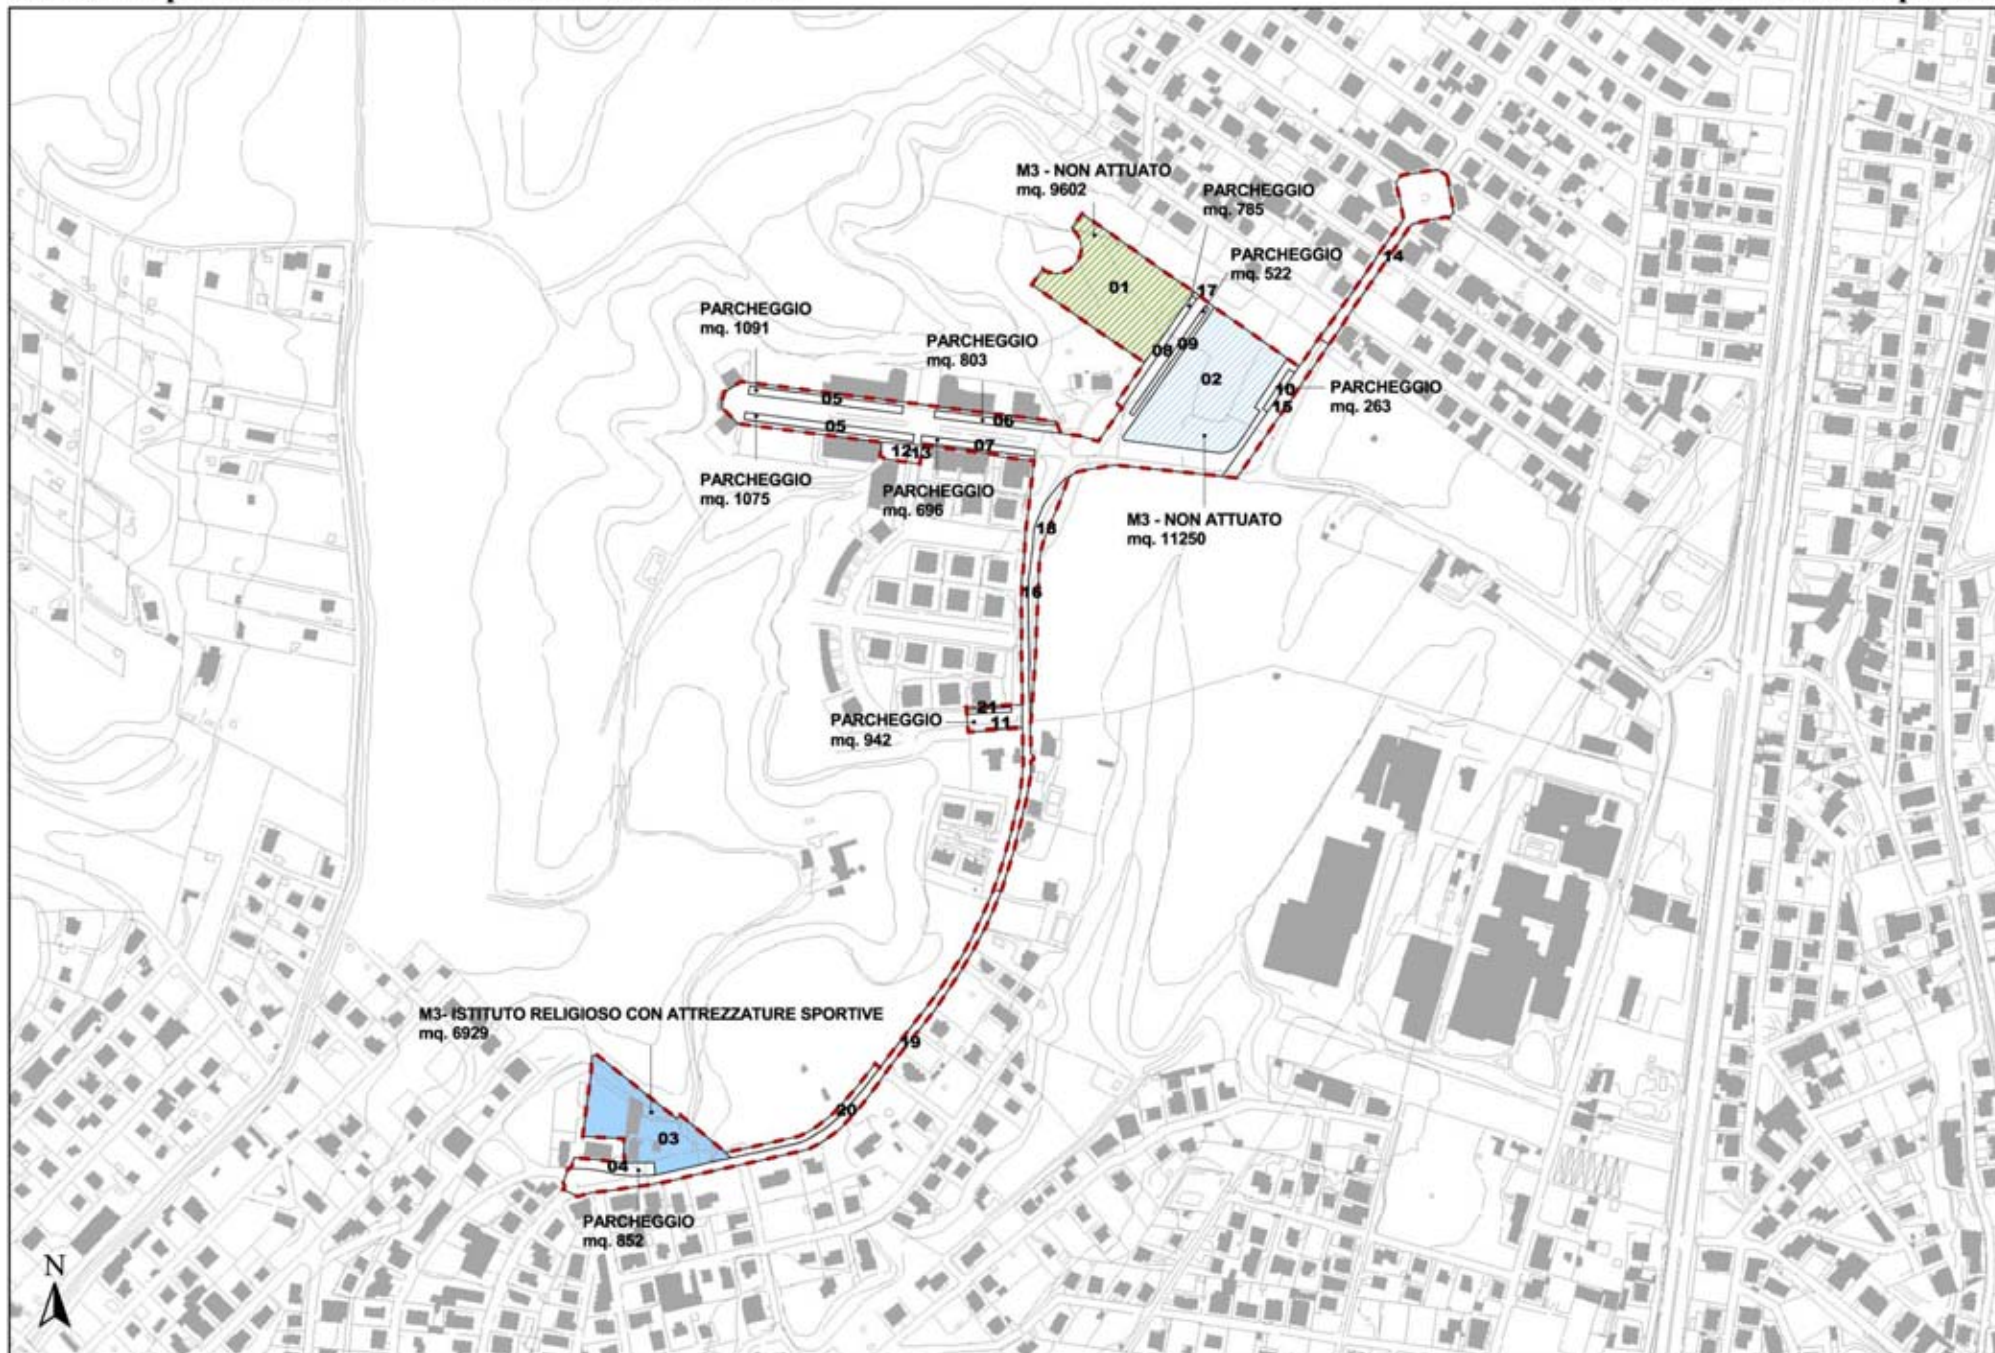 M3 - NON ATTUATO
mq. 9602
PARCHEGGIO
mq. 785
PARCHEGGIO
mq. 522
14
01
17
PARCHEGGIO
mq. 1091
PARCHEGGIO
mq. 803
08
09
02
10
15
PARCHEGGIO
mq. 263
05
06
05
07
12
13
PARCHEGGIO
mq. 1075
PARCHEGGIO
mq. 696
M3 - NON ATTUATO
mq. 11250
18
16
21
PARCHEGGIO
mq. 942
11
M3- ISTITUTO RELIGIOSO CON ATTREZZATURE SPORTIVE
mq. 6929
19
20
03
04
PARCHEGGIO
mq. 852
N